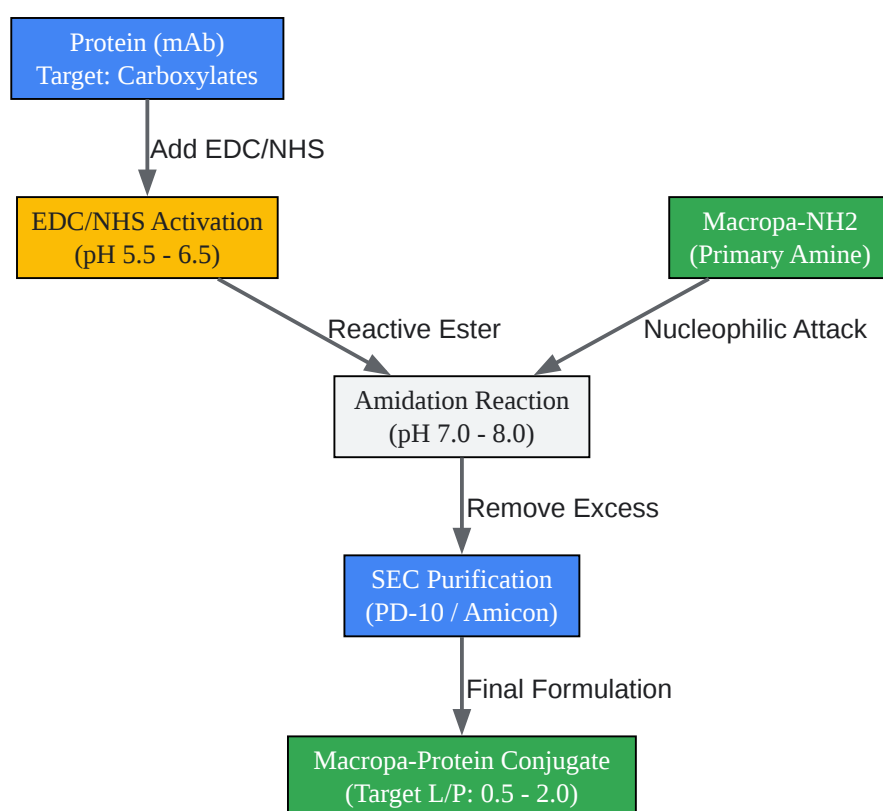 Protein (mAb)
Target: Carboxylates
Add EDC/NHS
EDC/NHS Activation
(pH 5.5 - 6.5)
Macropa-NH2
(Primary Amine)
Reactive Ester
Nucleophilic Attack
Amidation Reaction
(pH 7.0 - 8.0)
Remove Excess
SEC Purification
(PD-10 / Amicon)
Final Formulation
Macropa-Protein Conjugate
(Target L/P: 0.5 - 2.0)